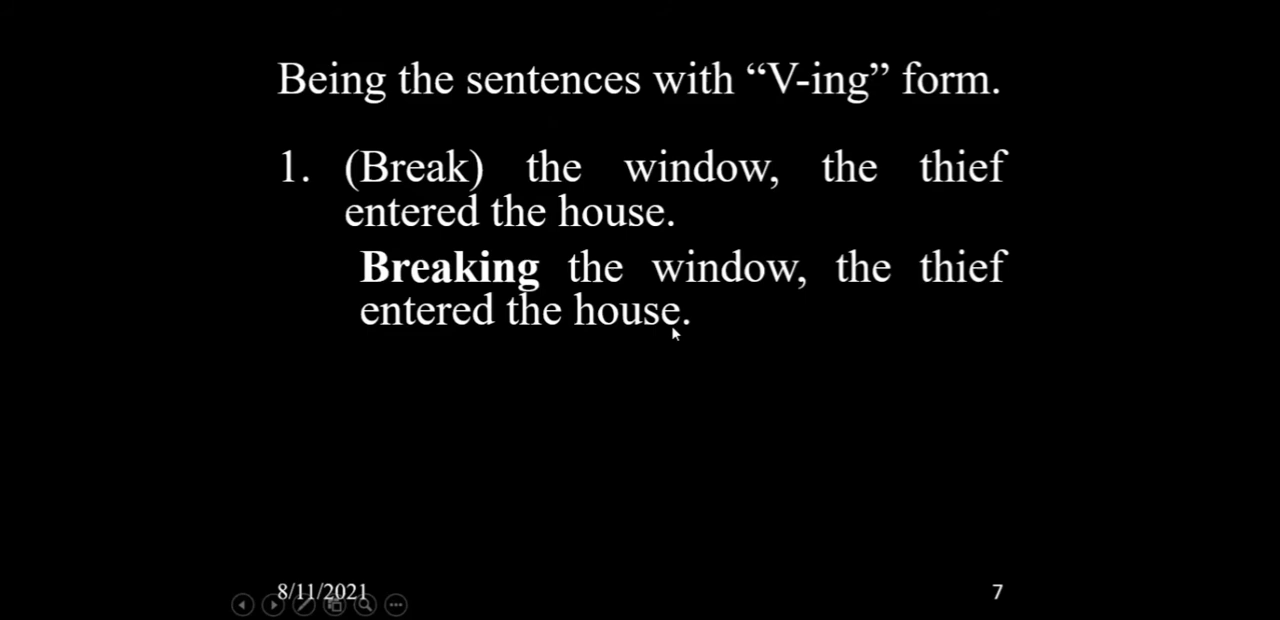 Being the sentences with “V-ing” form.
1. (Break) the window, the thief
entered the house.
Breaking the window, the thief
entered the house.
8/11/2021
7